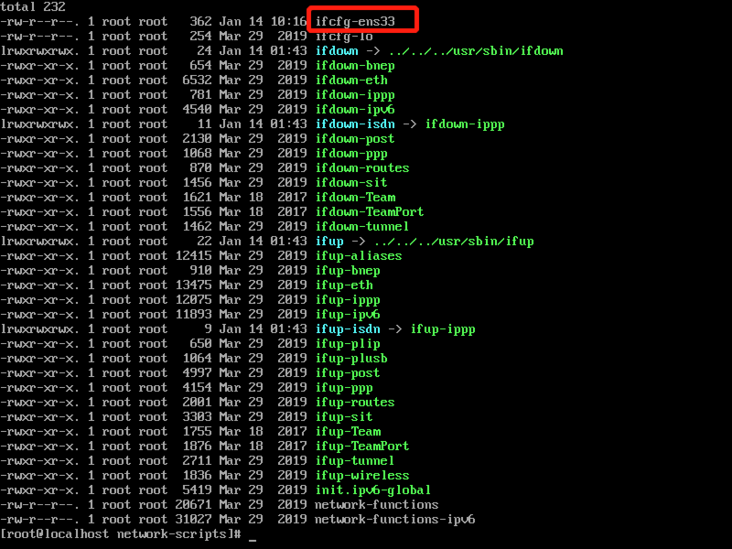 total 232
-rw-r--r--. 1 root root   362 Jan 14 10:16 ifcfg-ens33
-rw-r--r--. 1 root root   254 Mar 29  2019 ifcfg-lo
lrwxrwxrwx. 1 root root    24 Jan 14 01:43 ifdown -> ../../../usr/sbin/ifdown
-rwxr-xr-x. 1 root root   654 Mar 29  2019 ifdown-bnep
-rwxr-xr-x. 1 root root  6532 Mar 29  2019 ifdown-eth
-rwxr-xr-x. 1 root root   781 Mar 29  2019 ifdown-ippp
-rwxr-xr-x. 1 root root  4540 Mar 29  2019 ifdown-ipv6
lrwxrwxrwx. 1 root root    11 Jan 14 01:43 ifdown-isdn -> ifdown-ippp
-rwxr-xr-x. 1 root root  2130 Mar 29  2019 ifdown-post
-rwxr-xr-x. 1 root root  1068 Mar 29  2019 ifdown-ppp
-rwxr-xr-x. 1 root root   870 Mar 29  2019 ifdown-routes
-rwxr-xr-x. 1 root root  1456 Mar 29  2019 ifdown-sit
-rwxr-xr-x. 1 root root  1621 Mar 18  2017 ifdown-Team
-rwxr-xr-x. 1 root root  1556 Mar 18  2017 ifdown-TeamPort
-rwxr-xr-x. 1 root root  1462 Mar 29  2019 ifdown-tunnel
lrwxrwxrwx. 1 root root    22 Jan 14 01:43 ifup -> ../../../usr/sbin/ifup
-rwxr-xr-x. 1 root root 12415 Mar 29  2019 ifup-aliases
-rwxr-xr-x. 1 root root   910 Mar 29  2019 ifup-bnep
-rwxr-xr-x. 1 root root 13475 Mar 29  2019 ifup-eth
-rwxr-xr-x. 1 root root 12075 Mar 29  2019 ifup-ippp
-rwxr-xr-x. 1 root root 11893 Mar 29  2019 ifup-ipv6
lrwxrwxrwx. 1 root root     9 Jan 14 01:43 ifup-isdn -> ifup-ippp
-rwxr-xr-x. 1 root root   650 Mar 29  2019 ifup-plip
-rwxr-xr-x. 1 root root  1064 Mar 29  2019 ifup-plusb
-rwxr-xr-x. 1 root root  4997 Mar 29  2019 ifup-post
-rwxr-xr-x. 1 root root  4154 Mar 29  2019 ifup-ppp
-rwxr-xr-x. 1 root root  2001 Mar 29  2019 ifup-routes
-rwxr-xr-x. 1 root root  3303 Mar 29  2019 ifup-sit
-rwxr-xr-x. 1 root root  1755 Mar 18  2017 ifup-Team
-rwxr-xr-x. 1 root root  1876 Mar 18  2017 ifup-TeamPort
-rwxr-xr-x. 1 root root  2711 Mar 29  2019 ifup-tunnel
-rwxr-xr-x. 1 root root  1836 Mar 29  2019 ifup-wireless
-rwxr-xr-x. 1 root root  5419 Mar 29  2019 init.ipv6-global
-rw-r--r--. 1 root root 20671 Mar 29  2019 network-functions
-rw-r--r--. 1 root root 31027 Mar 29  2019 network-functions-ipv6
[root@localhost network-scripts]# _